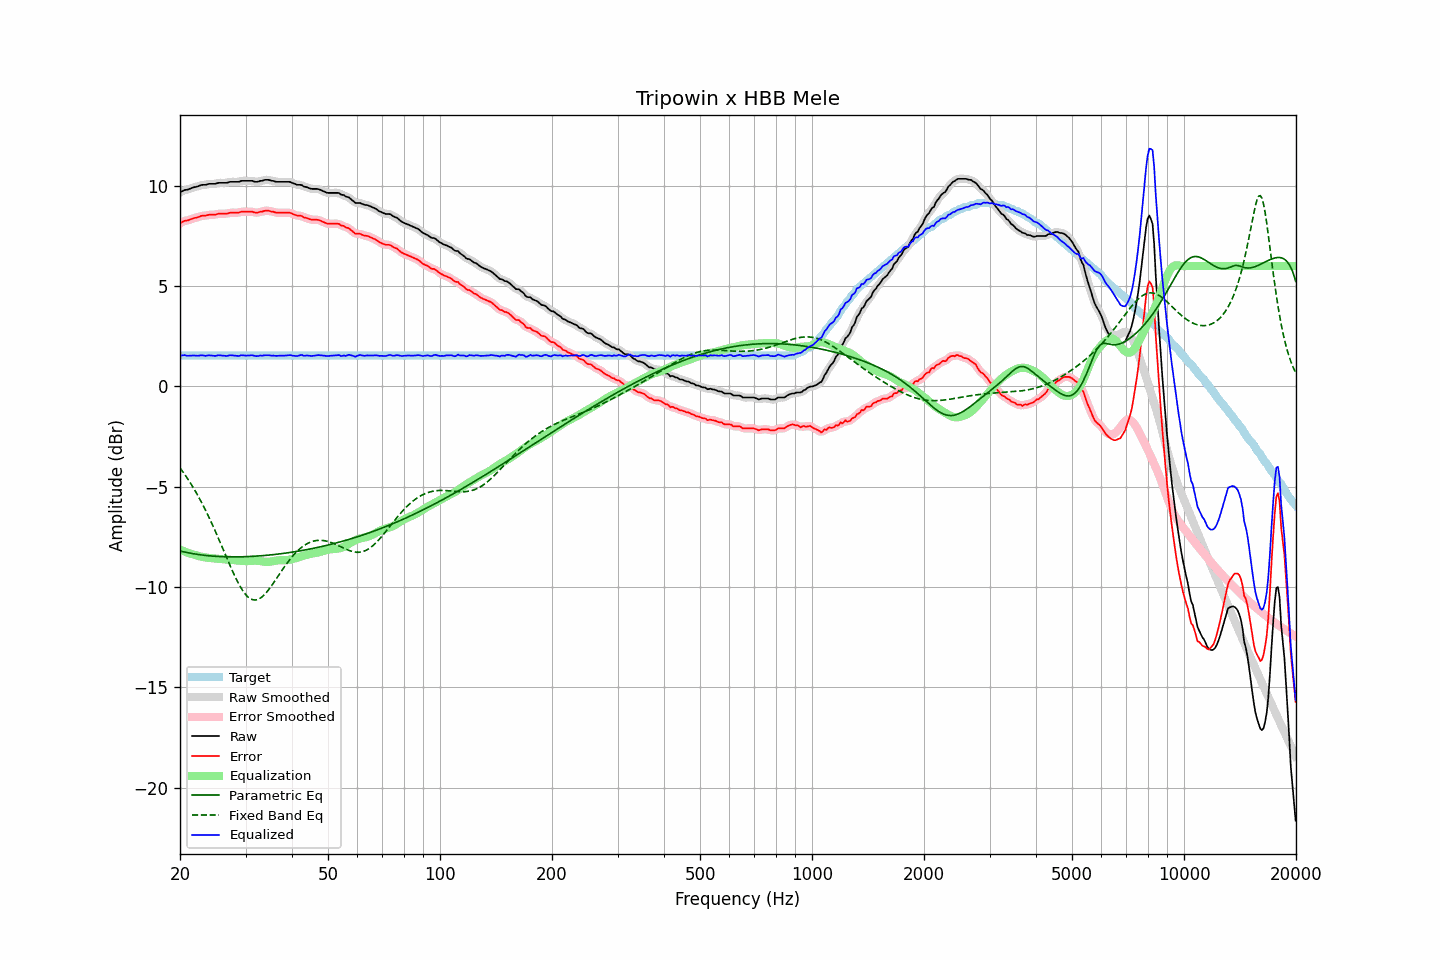 Tripowin x HBB Mele
Amplitude (dBr)
10
5
0
−5
−10
−15
−20
Target
Raw Smoothed
Error Smoothed
Raw
Error
Equalization
Parametric Eq
Fixed Band Eq
Equalized
20 50 100 200 500 1000 2000 5000 10000 20000
Frequency (Hz)